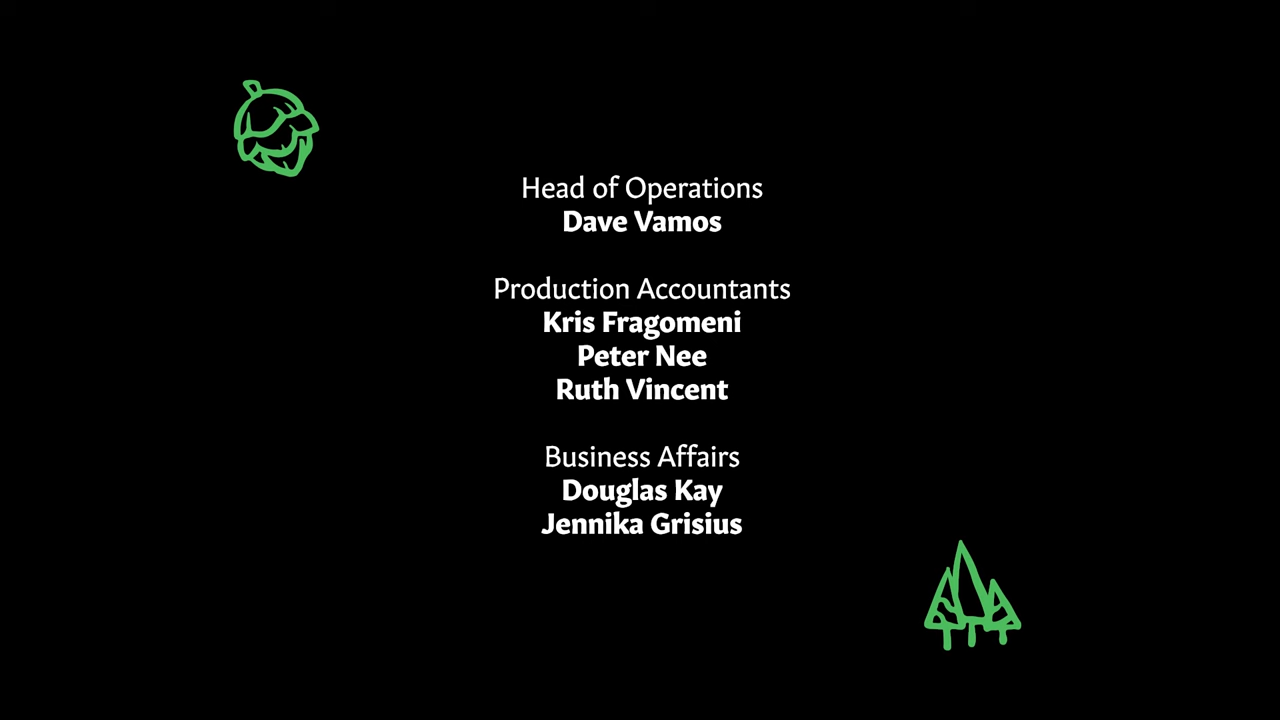 Head of Operations
Dave Vamos
Production Accountants
Kris Fragomeni
Peter Nee
Ruth Vincent
Business Affairs
Douglas Kay
Jennika Grisius